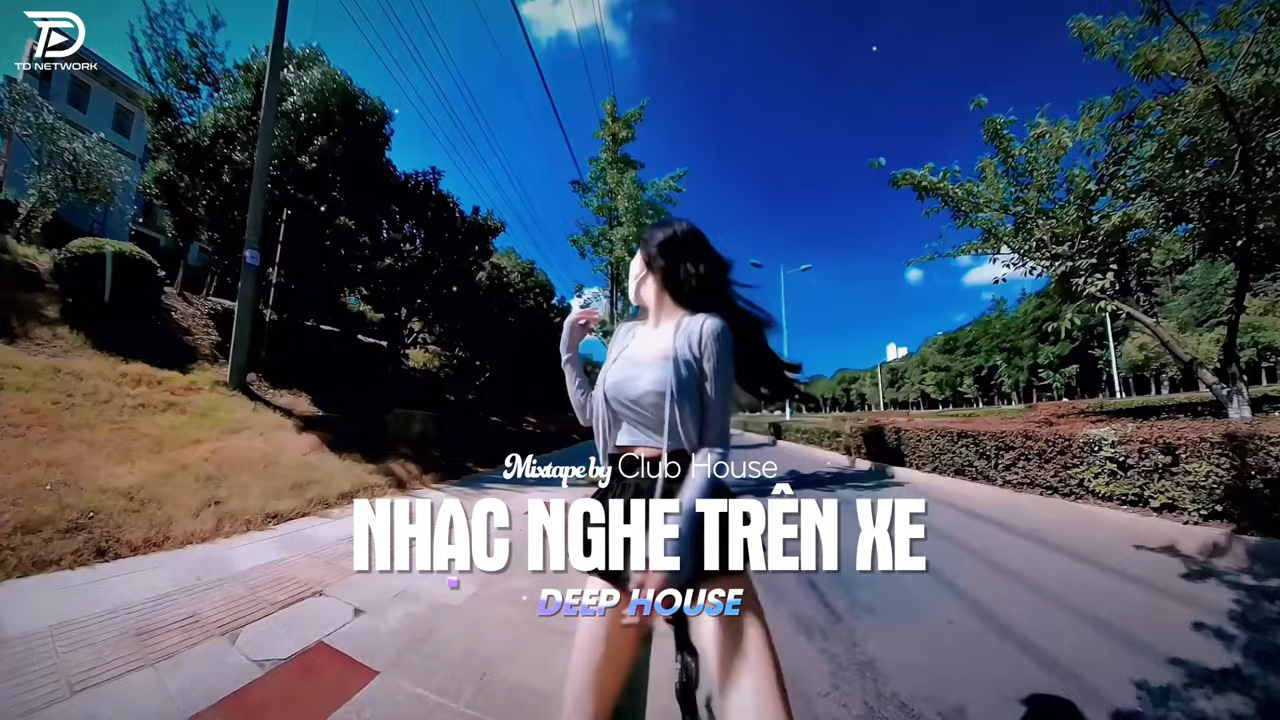 TD NETWORK
Mixtape by Club House
NHẠC NGHE TRÊN XE
DEEP HOUSE